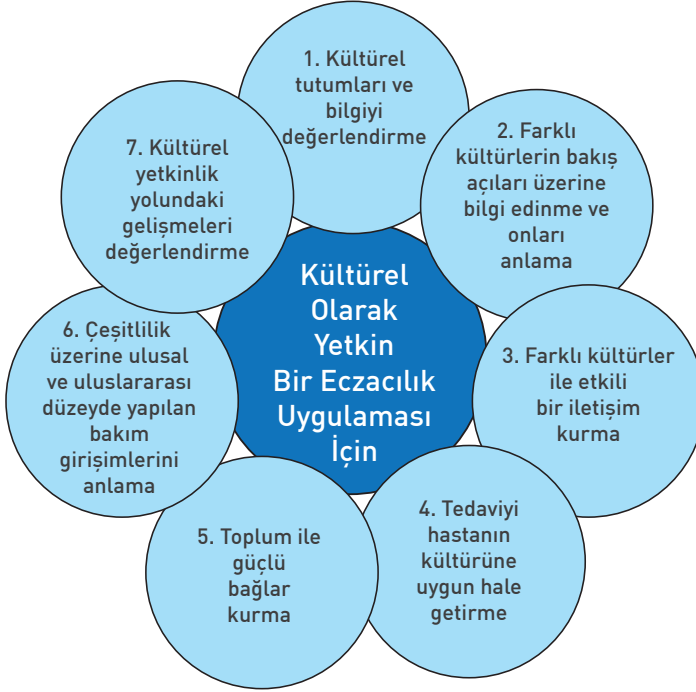 1. Kültürel
tutumları ve
bilgiyi
değerlendirme
2. Farklı
kültürlerin bakış
açıları üzerine
bilgi edinme ve
onları
anlama
3. Farklı kültürler
ile etkili
bir iletişim
kurma
4. Tedaviyi
hastanın
kültürüne
uygun hale
getirme
5. Toplum ile
güçlü
bağlar
kurma
6. Çeşitlilik
üzerine ulusal
ve uluslararası
düzeyde yapılan
bakım
girişimlerini
anlama
7. Kültürel
yetkinlik
yolundaki
gelişmeleri
değerlendirme
Kültürel
Olarak
Yetkin
Bir Eczacılık
Uygulaması
İçin